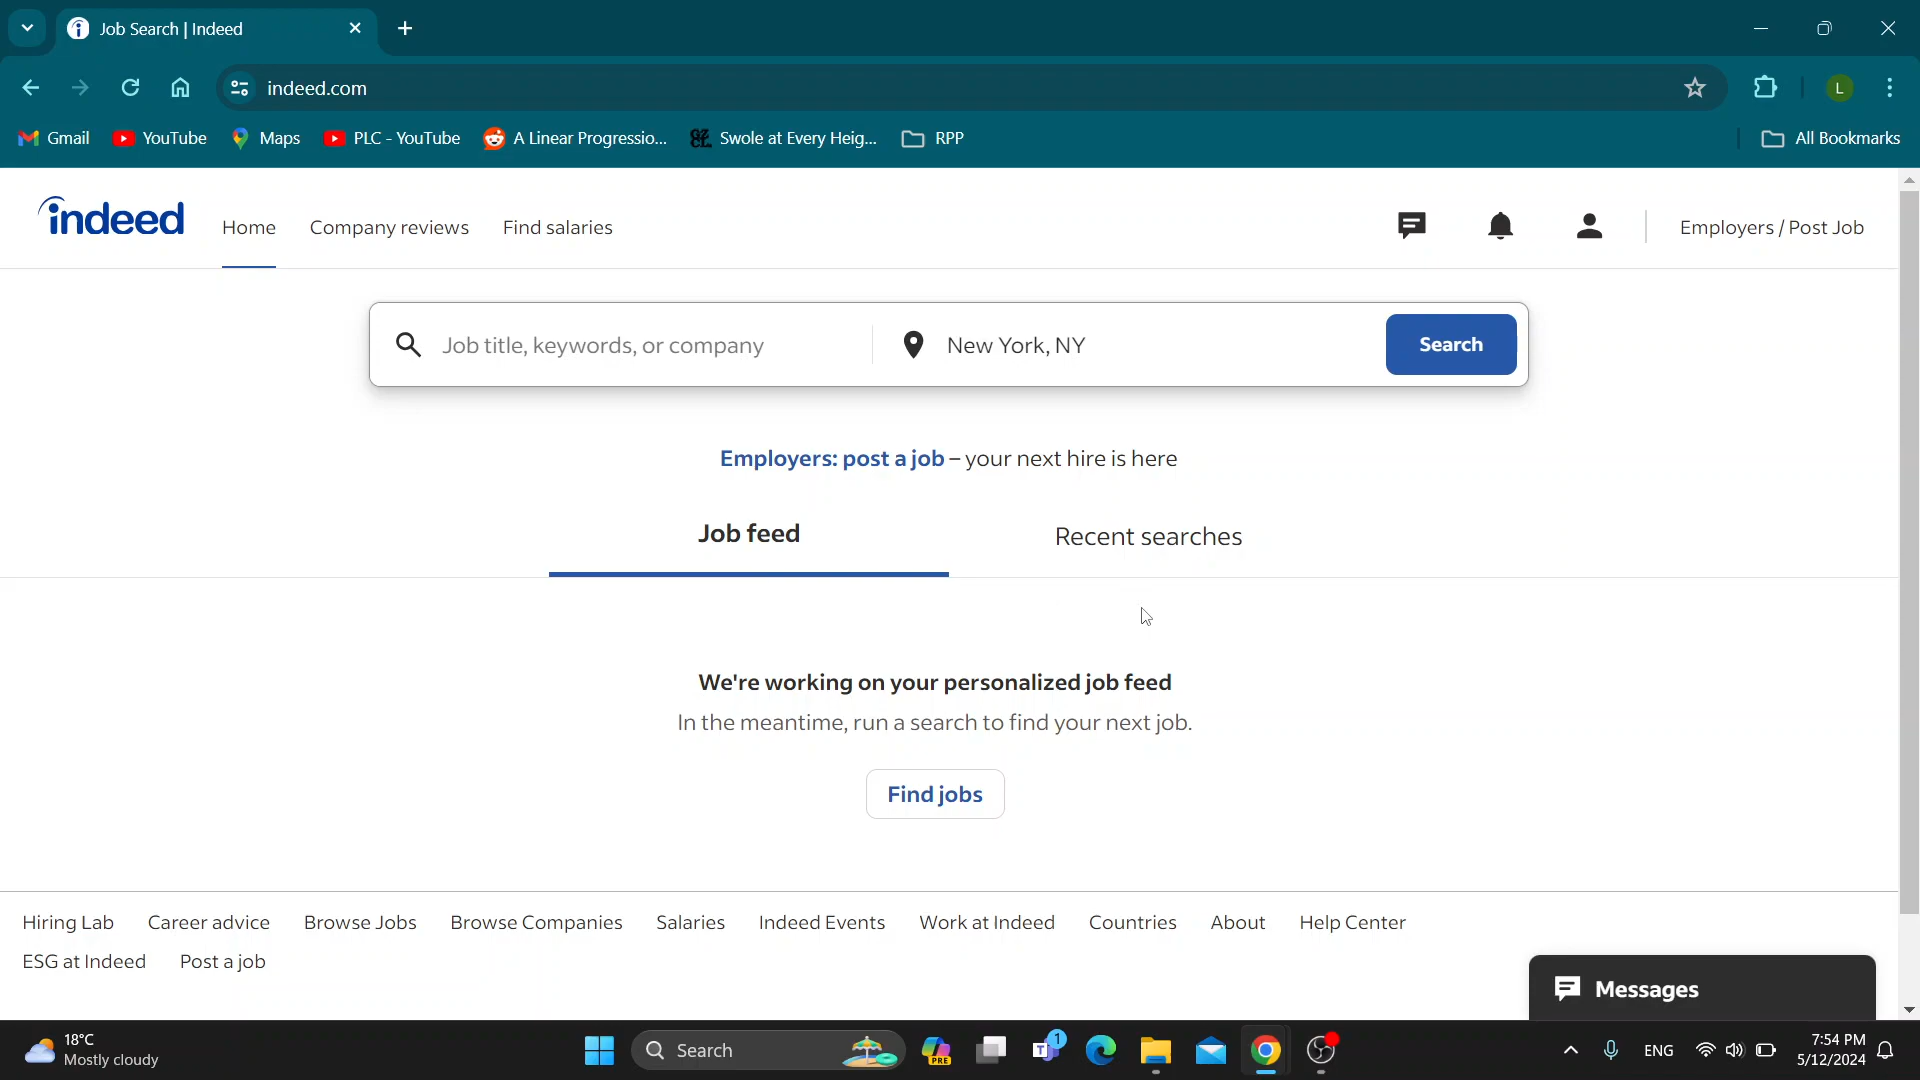 Job Search | Indeed
indeed.com
L
Gmail
YouTube
Maps
PLC - YouTube
A Linear Progressio...
Swole at Every Heig...
RPP
All Bookmarks
indeed
Home
Company reviews
Find salaries
Employers / Post Job
Job title, keywords, or company
New York, NY
Search
Employers: post a job – your next hire is here
Job feed
Recent searches
We're working on your personalized job feed
In the meantime, run a search to find your next job.
Find jobs
Hiring Lab
Career advice
Browse Jobs
Browse Companies
Salaries
Indeed Events
Work at Indeed
Countries
About
Help Center
ESG at Indeed
Post a job
Messages
18°C
Mostly cloudy
Search
PRE
T
1
ENG
7:54 PM
5/12/2024